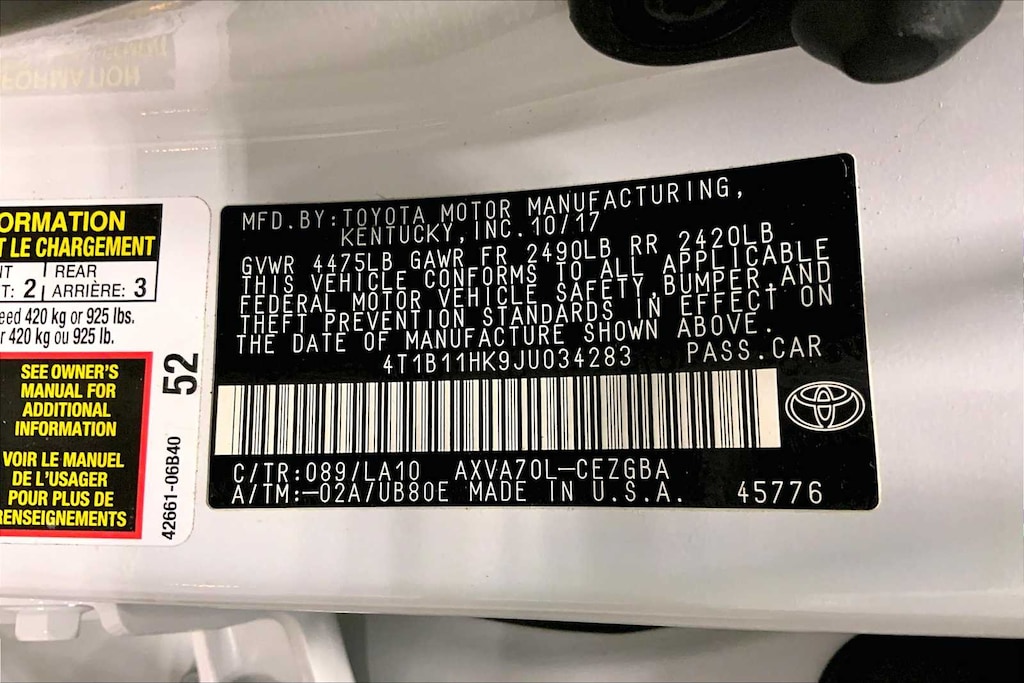 ORMATION
T LE CHARGEMENT
NT REAR
T: 2 ARRIÈRE: 3
eed 420 kg or 925 lbs.
r 420 kg ou 925 lb.
SEE OWNER'S
MANUAL FOR
ADDITIONAL
INFORMATION
VOIR LE MANUEL
DE L'USAGER
POUR PLUS DE
RENSEIGNEMENTS
52
42661-06B40
MFD.BY:TOYOTA MOTOR MANUFACTURING,
KENTUCKY,INC.10/17
GVWR 4475LB GAWR FR 2490LB RR 2420LB
THIS VEHICLE CONFORMS TO ALL APPLICABLE
FEDERAL MOTOR VEHICLE SAFETY,BUMPER,AND
THEFT PREVENTION STANDARDS IN EFFECT ON
THE DATE OF MANUFACTURE SHOWN ABOVE.
4T1B11HK9JU034283 PASS.CAR
C/TR:089/LA10 AXVA70L-CEZGBA
A/TM:-02A/UB80E MADE IN U.S.A. 45776